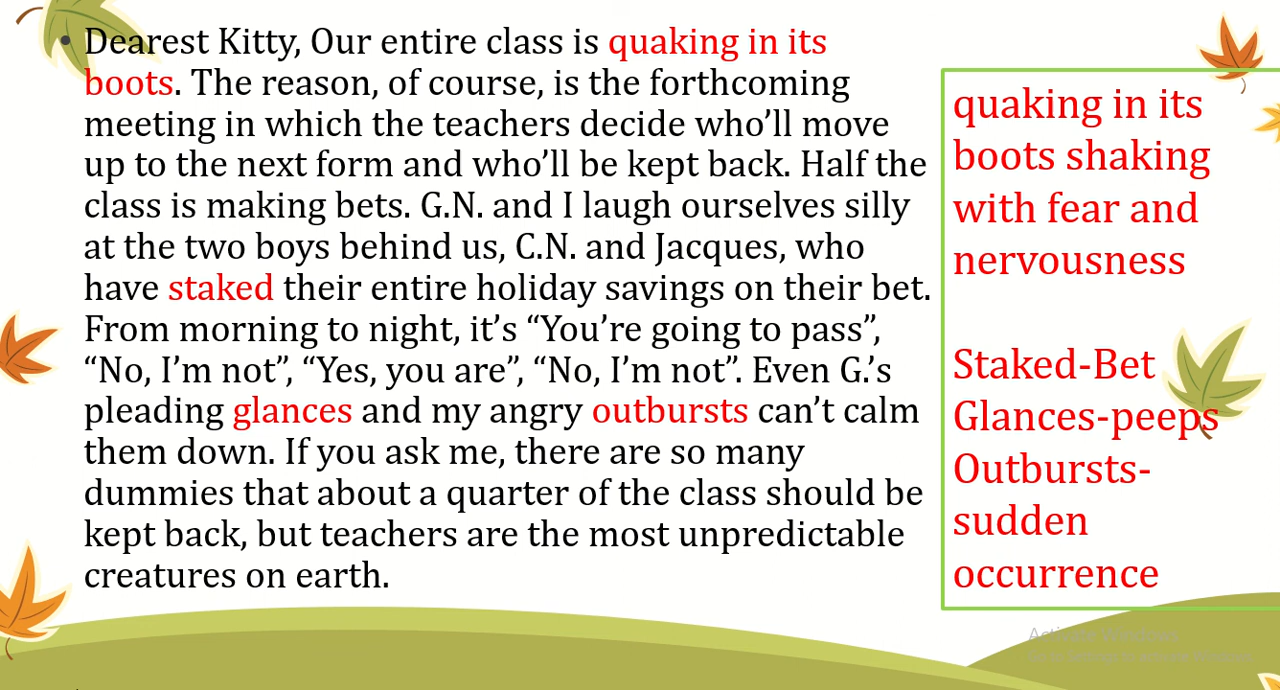 • Dearest Kitty, Our entire class is quaking in its
boots. The reason, of course, is the forthcoming
meeting in which the teachers decide who’ll move
up to the next form and who’ll be kept back. Half the
class is making bets. G.N. and I laugh ourselves silly
at the two boys behind us, C.N. and Jacques, who
have staked their entire holiday savings on their bet.
From morning to night, it’s “You’re going to pass”,
“No, I’m not”, “Yes, you are”, “No, I’m not”. Even G.’s
pleading glances and my angry outbursts can’t calm
them down. If you ask me, there are so many
dummies that about a quarter of the class should be
kept back, but teachers are the most unpredictable
creatures on earth.
quaking in its
boots shaking
with fear and
nervousness
Staked-Bet
Glances-peeps
Outbursts-
sudden
occurrence
Activate Windows